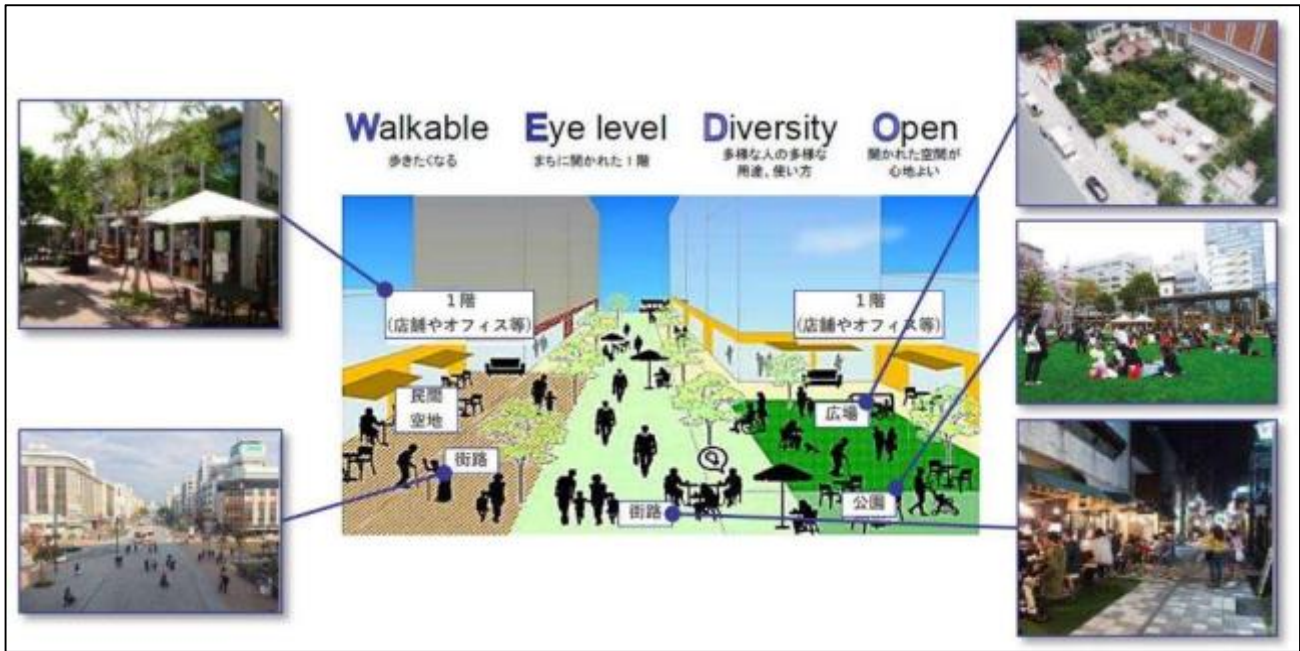 Walkable
歩きたくなる
Eye level
まちに開かれた1階
Diversity
多様な人の多様な
用途、使い方
Open
開かれた空間が
心地よい
1階
(店舗やオフィス等)
1階
(店舗やオフィス等)
民間
空地
広場
街路
公園
街路